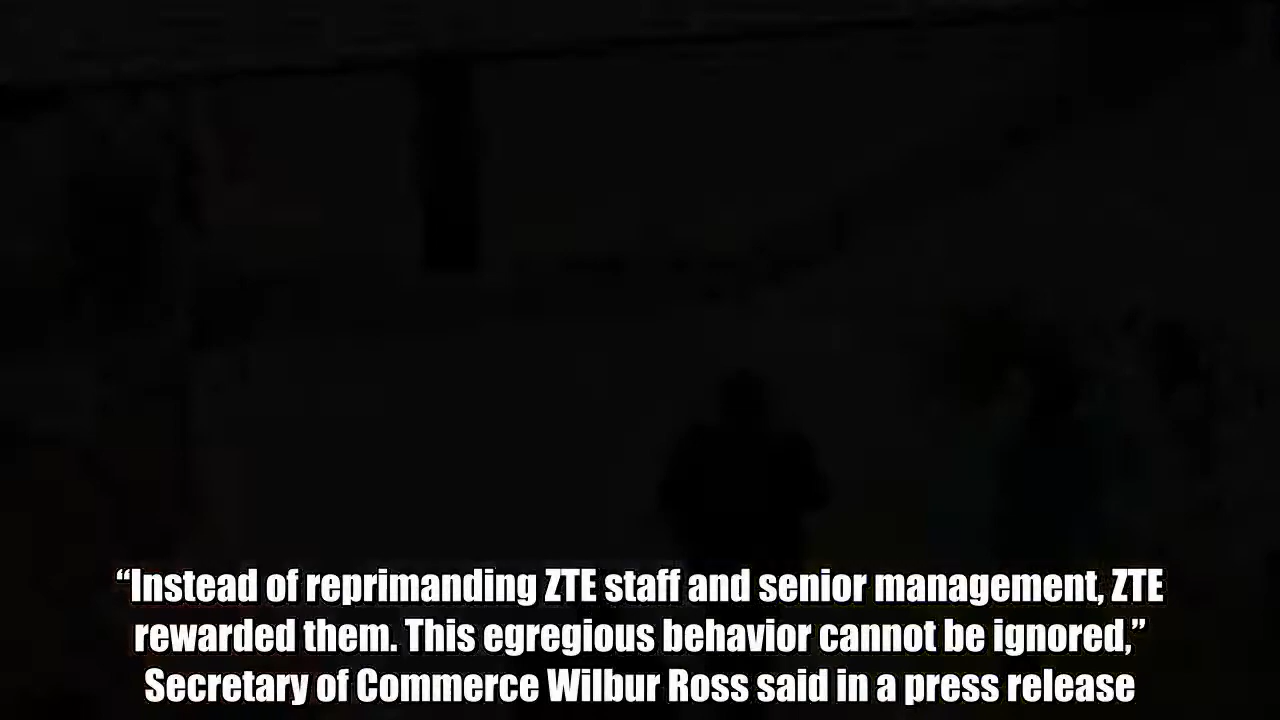 “Instead of reprimanding ZTE staff and senior management, ZTE
rewarded them. This egregious behavior cannot be ignored,”
Secretary of Commerce Wilbur Ross said in a press release